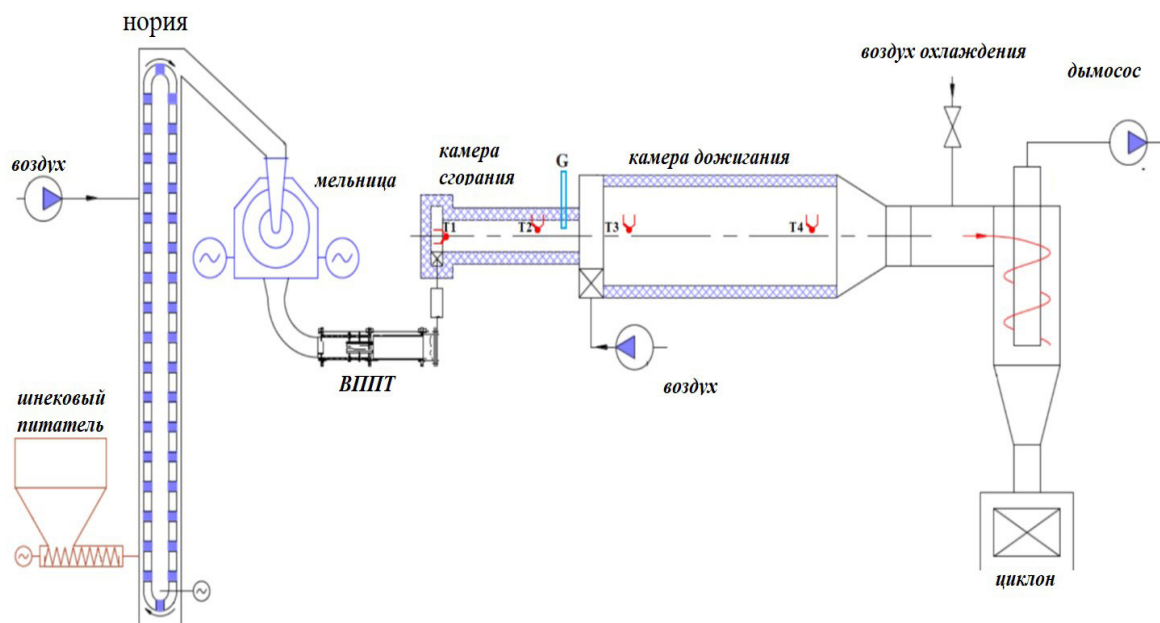 нория
воздух охлаждения
дымосос
воздух
мельница
камера
сгорания
G
камера дожигания
T1
T2
T3
T4
ВППТ
воздух
шнековый
питатель
циклон